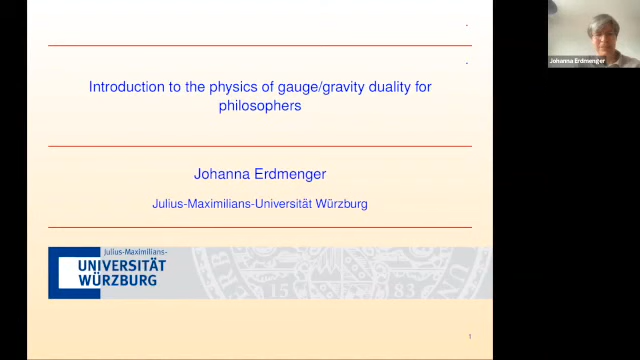 Johanna Erdmenger
Introduction to the physics of gauge/gravity duality for
philosophers
Johanna Erdmenger
Julius-Maximilians-Universität Würzburg
Julius-Maximilians-
UNIVERSITÄT
WÜRZBURG
1583
1